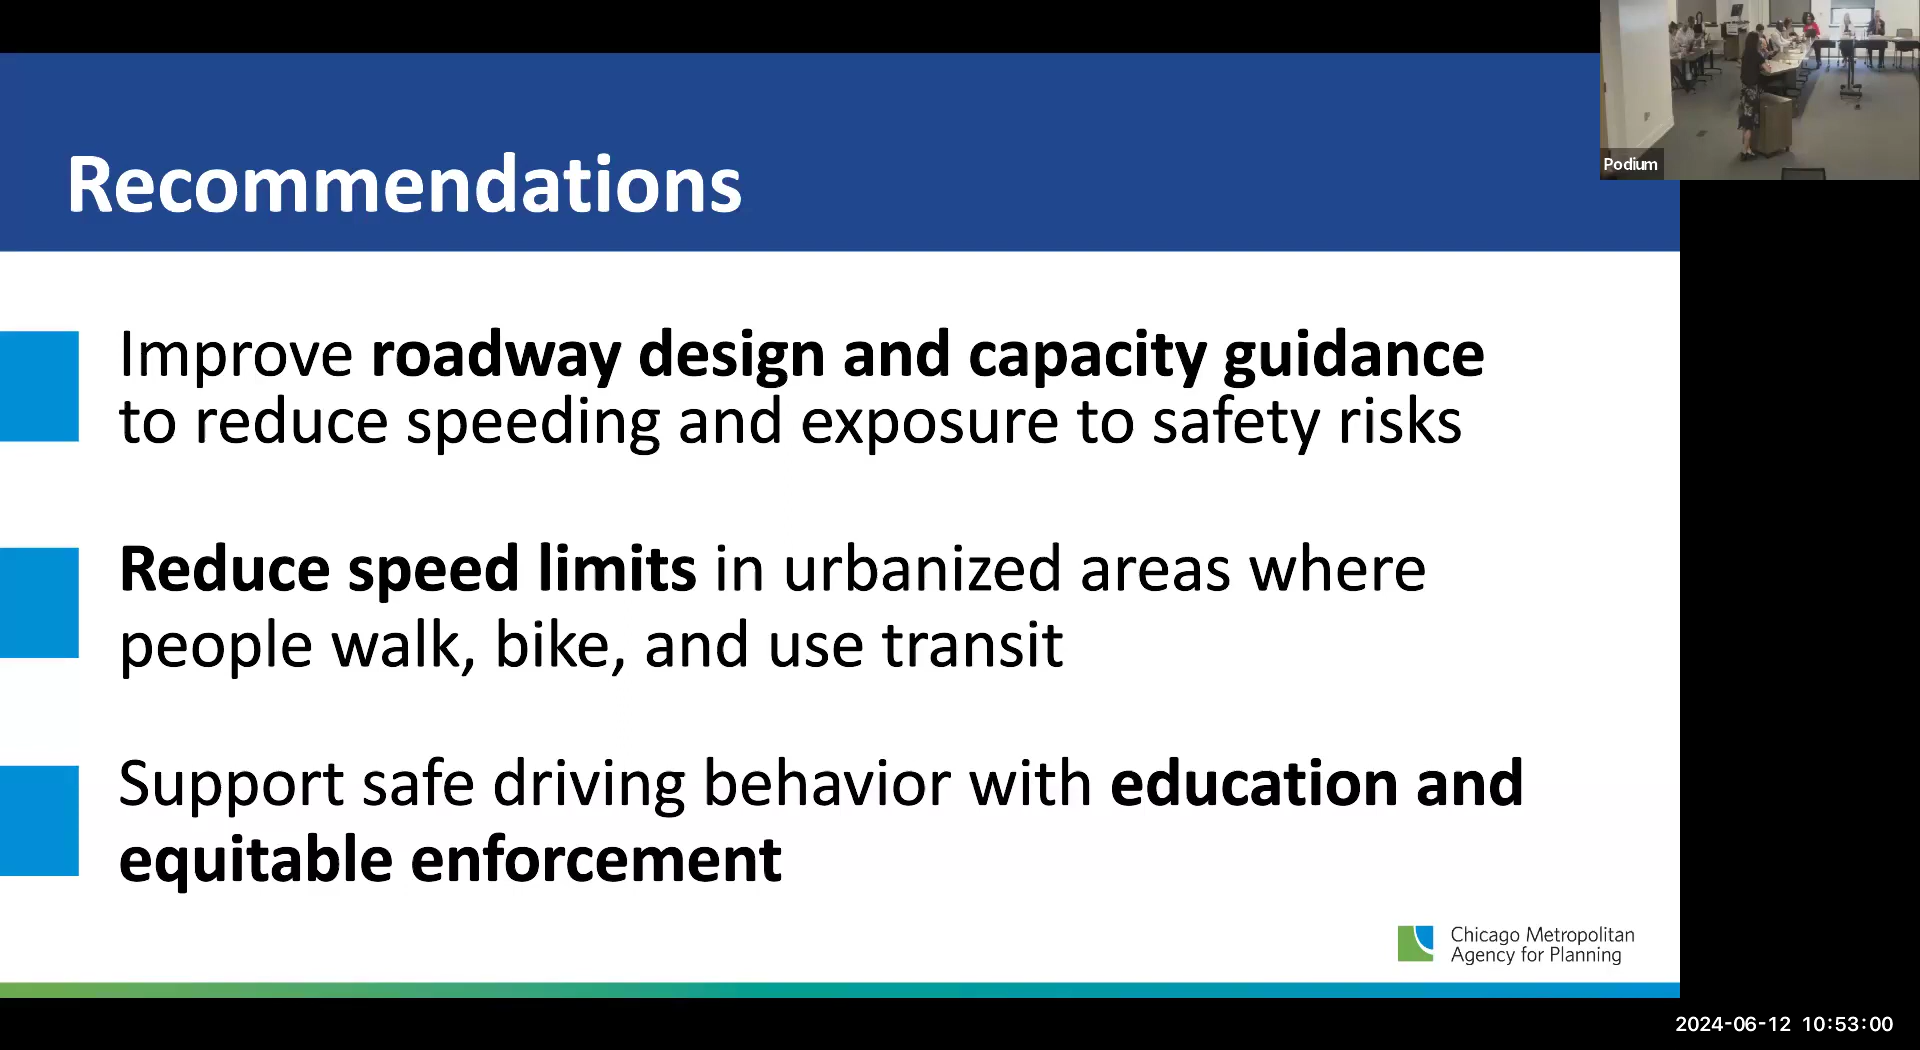 Podium
Recommendations
Improve roadway design and capacity guidance
to reduce speeding and exposure to safety risks
Reduce speed limits in urbanized areas where
people walk, bike, and use transit
Support safe driving behavior with education and
equitable enforcement
Chicago Metropolitan
Agency for Planning
2024-06-12 10:53:00